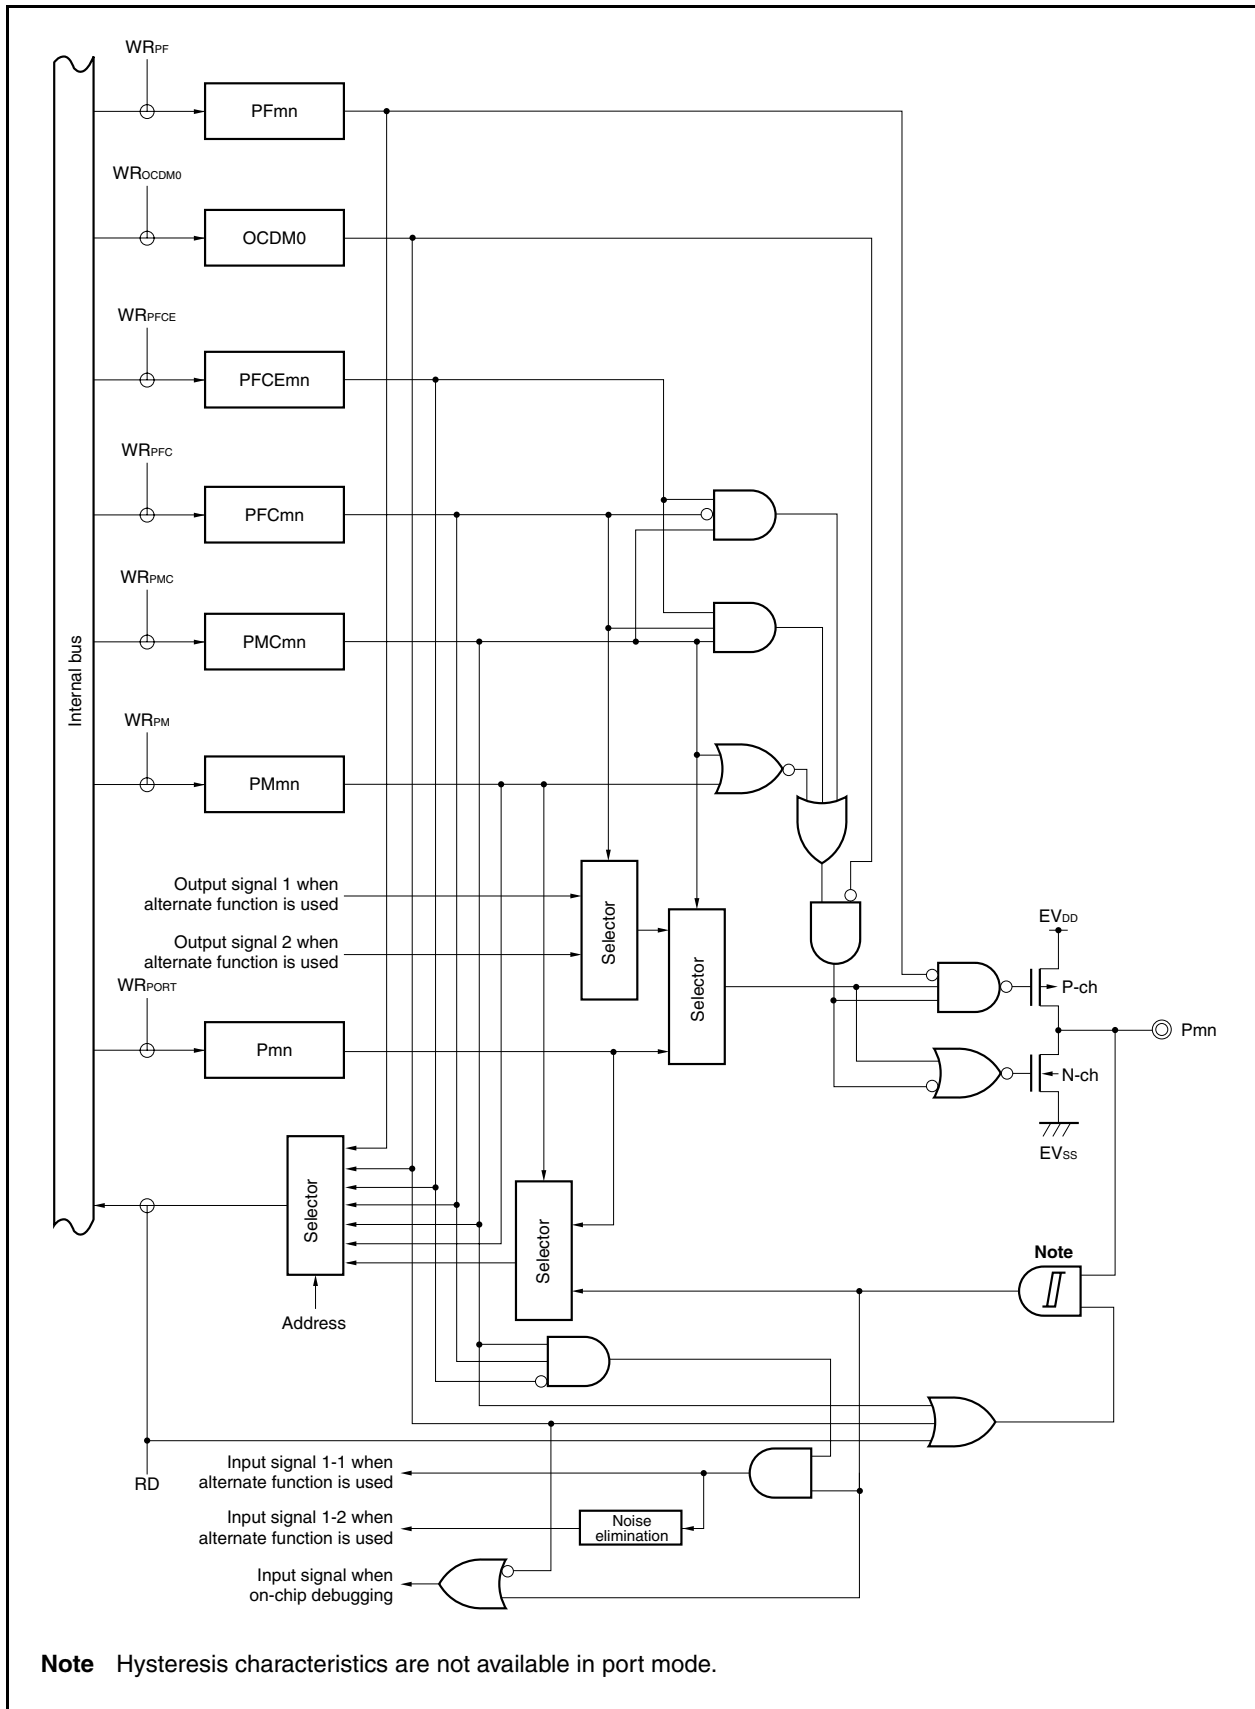 WRPF
PFmn
WROCDM0
OCDM0
WRPFCE
PFCEmn
WRPFC
PFCmn
WRPMC
PMCmn
Internal bus
WRPM
PMmn
Output signal 1 when
alternate function is used
Output signal 2 when
alternate function is used
Selector
Selector
WRPORT
Pmn
EVDD
P-ch
Pmn
N-ch
EVSS
Selector
Selector
Address
Note
RD
Input signal 1-1 when
alternate function is used
Input signal 1-2 when
alternate function is used
Noise
elimination
Input signal when
on-chip debugging
Note Hysteresis characteristics are not available in port mode.